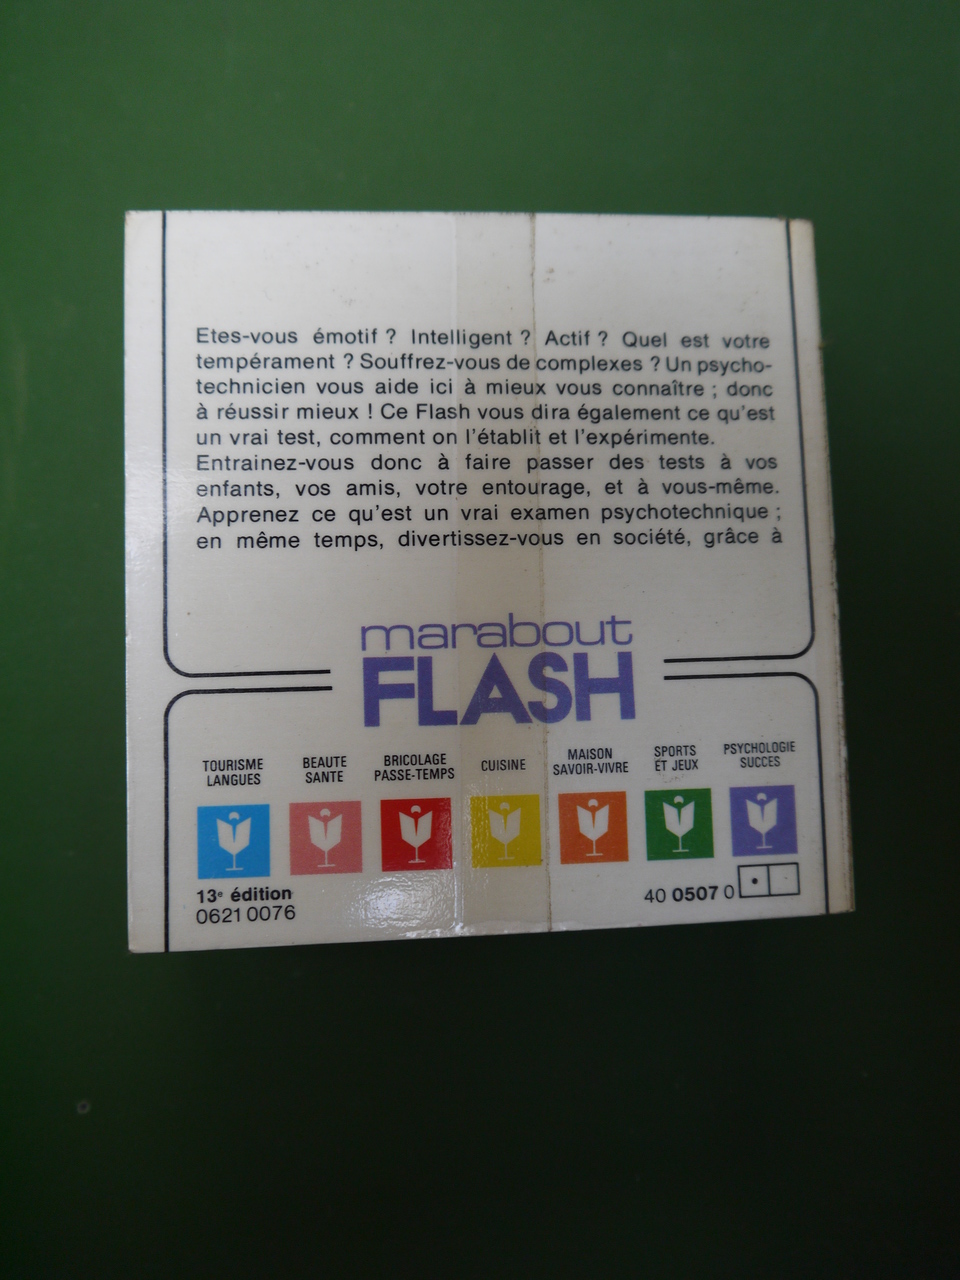 Etes-vous émotif ? Intelligent ? Actif ? Quel est votre
tempérament ? Souffrez-vous de complexes ? Un psycho-
technicien vous aide ici à mieux vous connaître ; donc
à réussir mieux ! Ce Flash vous dira également ce qu'est
un vrai test, comment on l'établit et l'expérimente.
Entrainez-vous donc à faire passer des tests à vos
enfants, vos amis, votre entourage, et à vous-même.
Apprenez ce qu'est un vrai examen psychotechnique ;
en même temps, divertissez-vous en société, grâce à
marabout
FLASH
TOURISME
LANGUES
BEAUTE
SANTE
BRICOLAGE
PASSE-TEMPS
CUISINE
MAISON
SAVOIR-VIVRE
SPORTS
ET JEUX
PSYCHOLOGIE
SUCCES
13e édition
0621 0076
40 0507 0